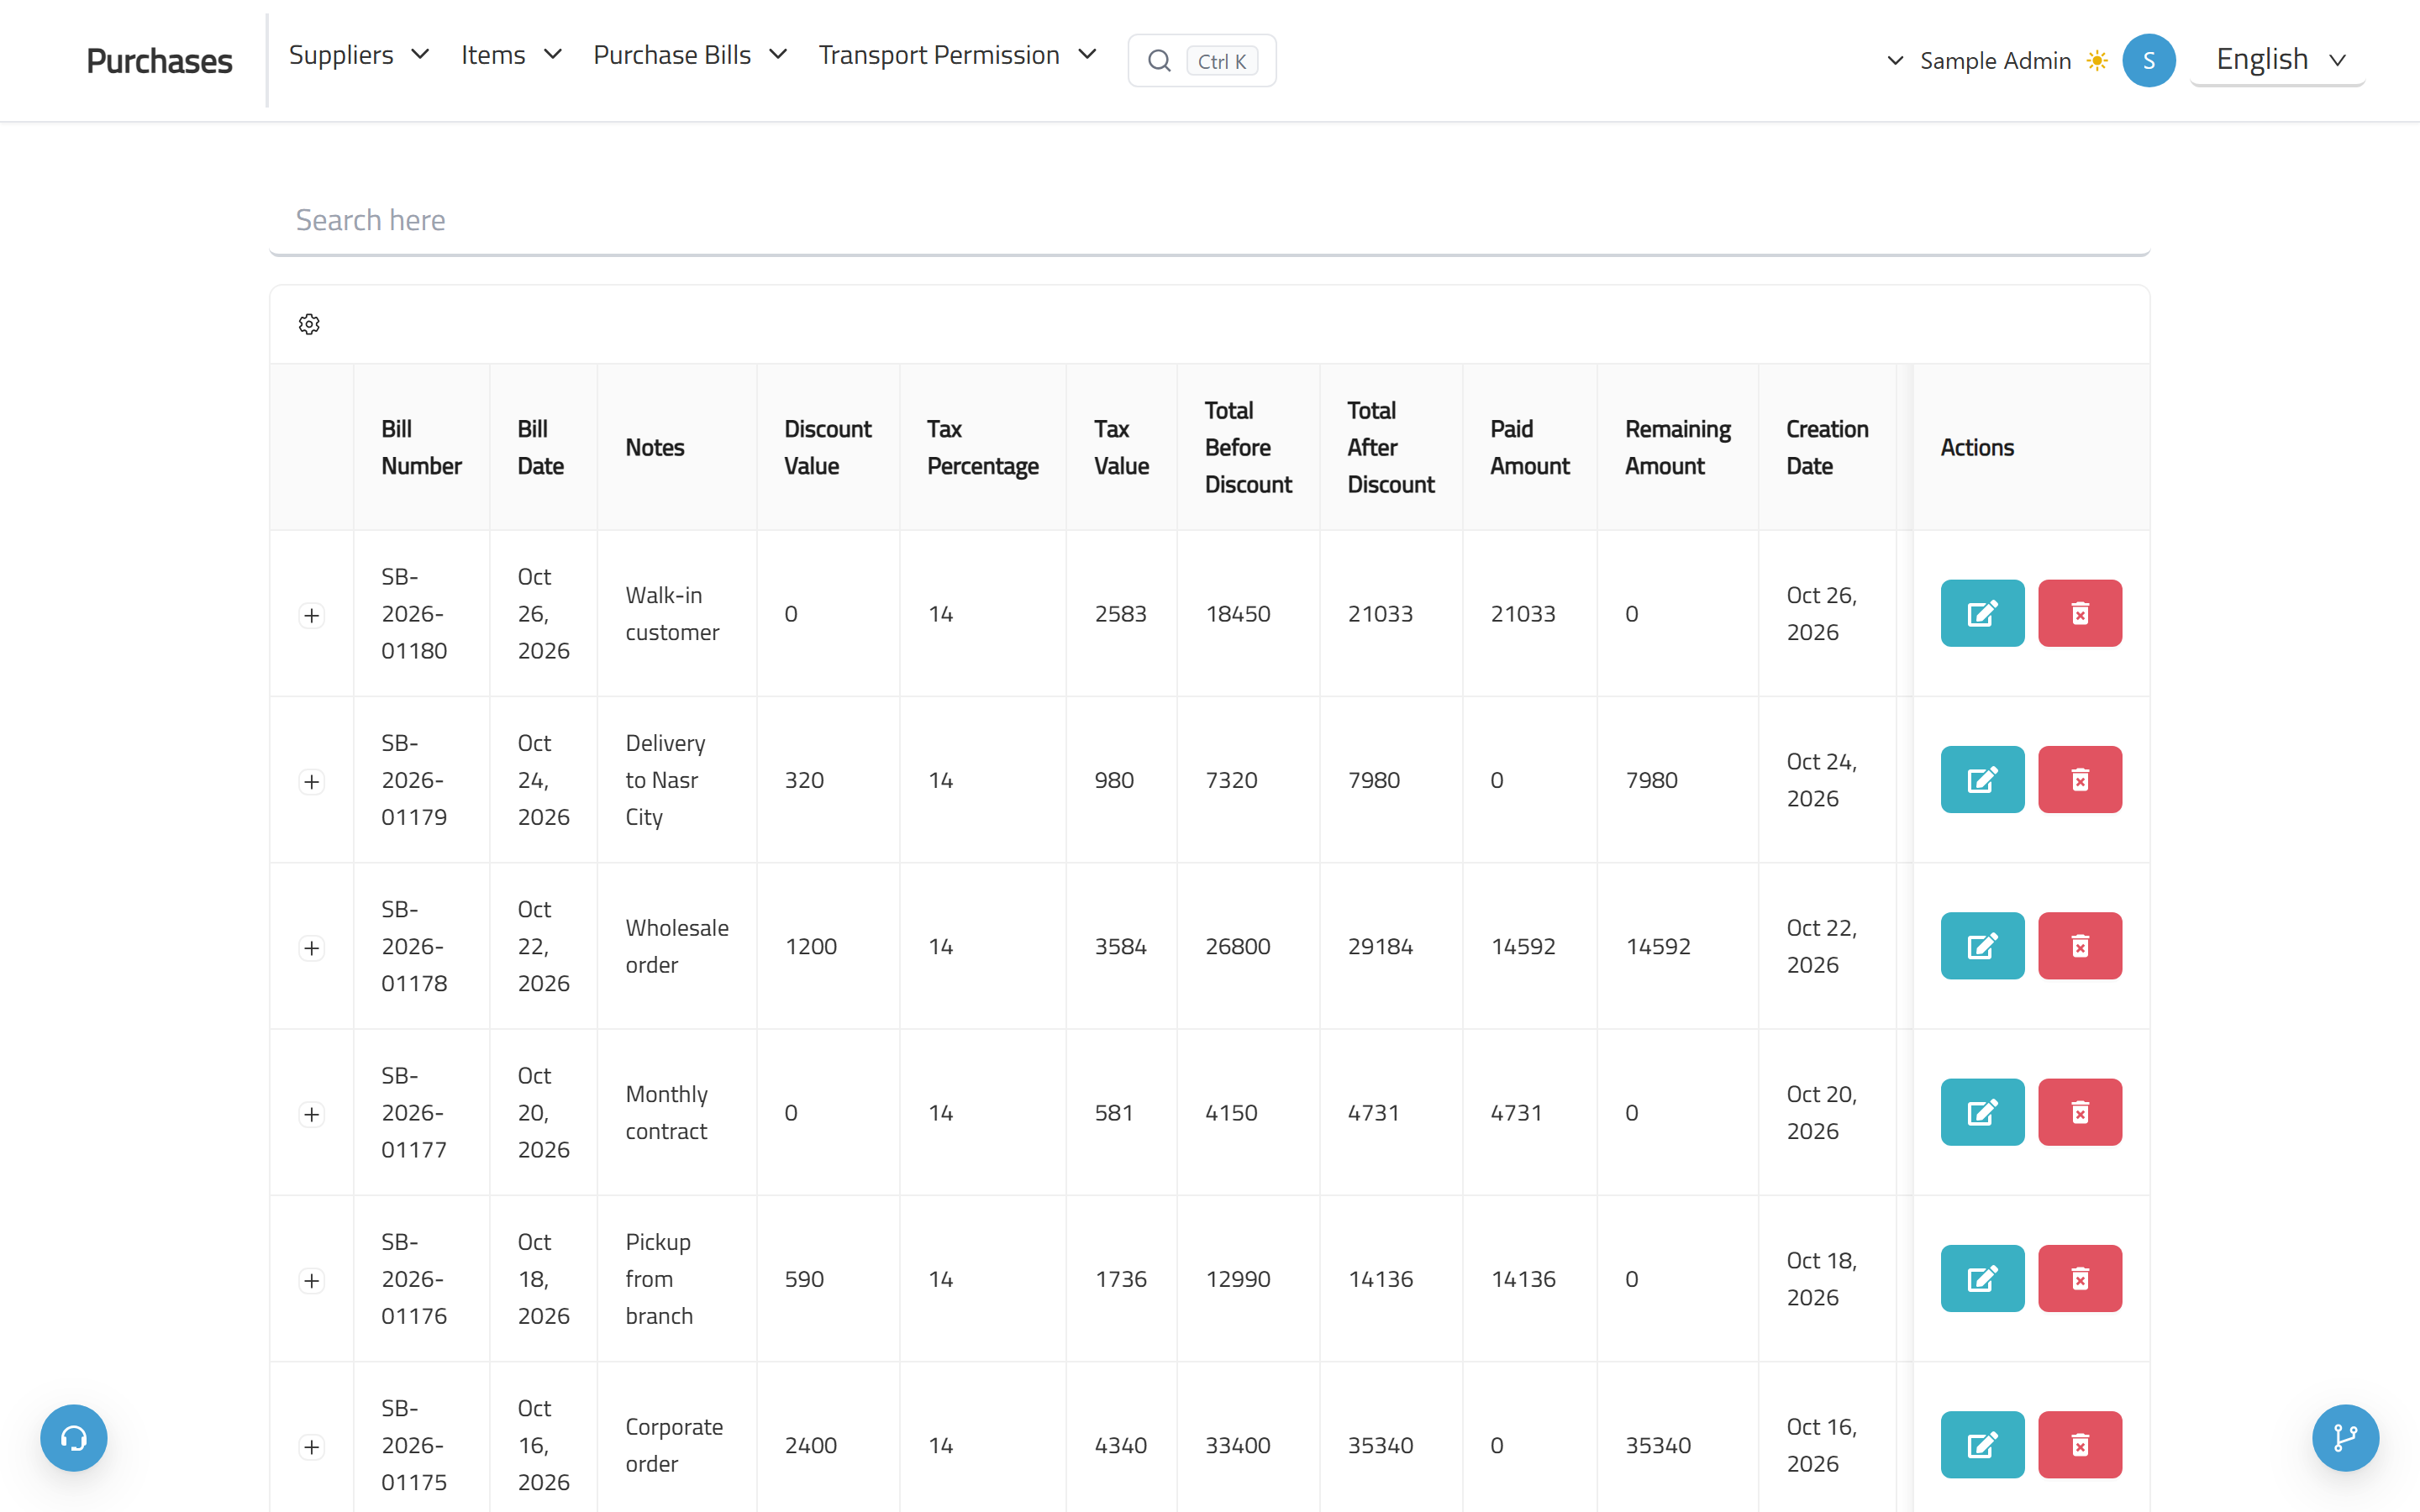 Purchases
Suppliers
Items
Purchase Bills
Transport Permission
Ctrl K
Sample Admin
S
English
Search here
Bill Number
Bill Date
Notes
Discount Value
Tax Percentage
Tax Value
Total Before Discount
Total After Discount
Paid Amount
Remaining Amount
Creation Date
Actions
SB-2026-01180 Oct 26, 2026 Walk-in customer 0 14 2583 18450 21033 21033 0 Oct 26, 2026
SB-2026-01179 Oct 24, 2026 Delivery to Nasr City 320 14 980 7320 7980 0 7980 Oct 24, 2026
SB-2026-01178 Oct 22, 2026 Wholesale order 1200 14 3584 26800 29184 14592 14592 Oct 22, 2026
SB-2026-01177 Oct 20, 2026 Monthly contract 0 14 581 4150 4731 4731 0 Oct 20, 2026
SB-2026-01176 Oct 18, 2026 Pickup from branch 590 14 1736 12990 14136 14136 0 Oct 18, 2026
SB-2026-01175 Oct 16, 2026 Corporate order 2400 14 4340 33400 35340 0 35340 Oct 16, 2026